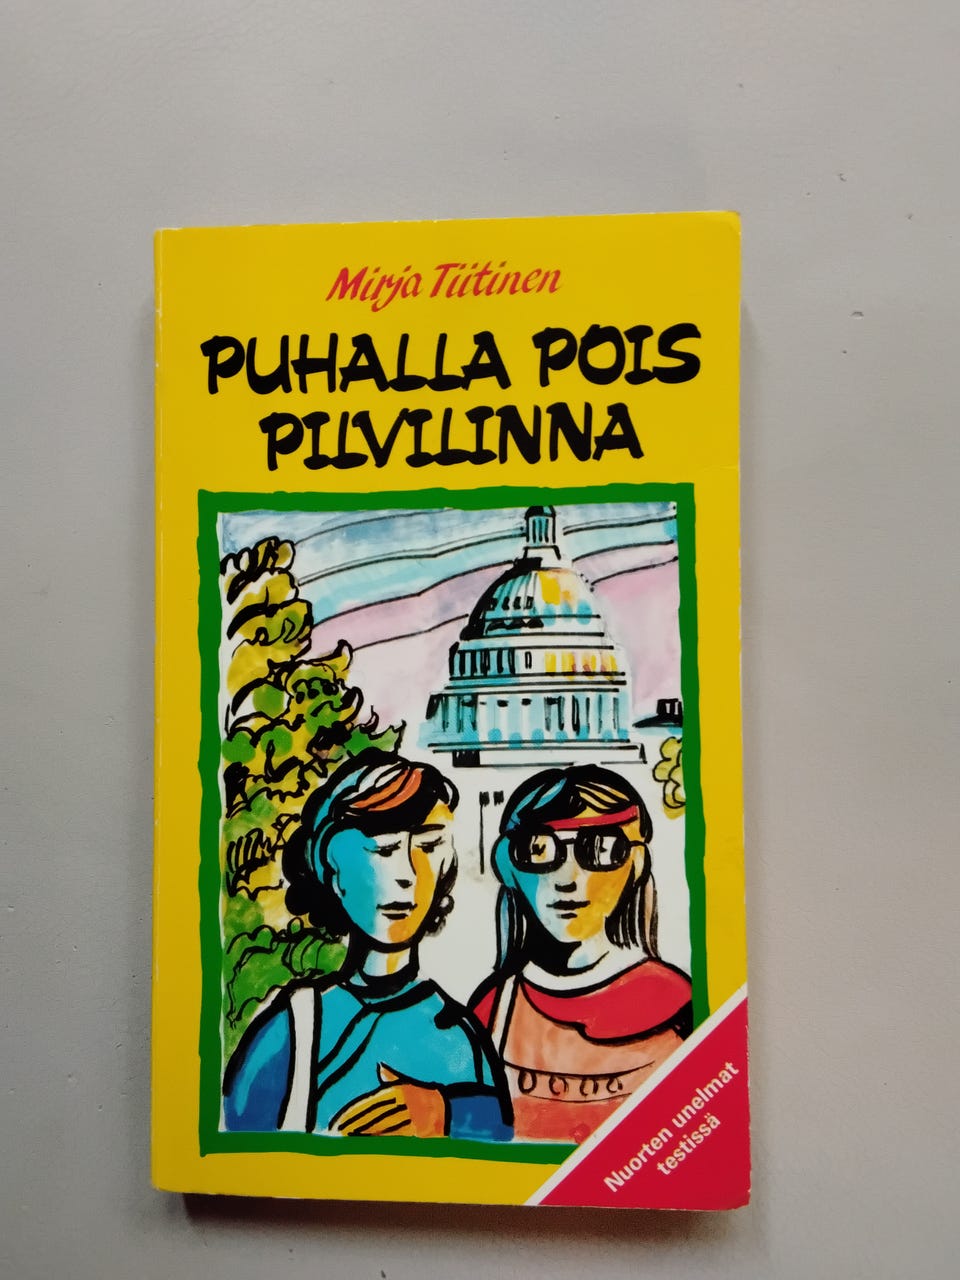 Mirja Tiitinen
PUHALLA POIS
PILVILINNA
Nuorten unelmat
testissä